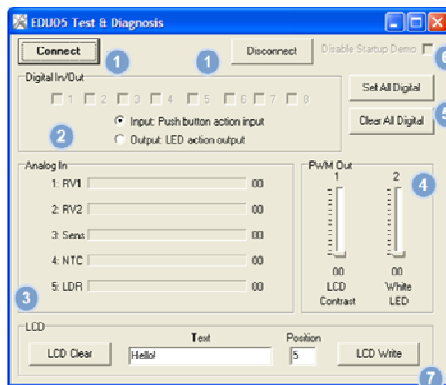 EDU05 Test & Diagnosis
Connect
Disconnect
Disable Startup Demo
1
1
6
Digital In/Out
1 2 3 4 5 6 7 8
Set All Digital
Input: Push button action input
Clear All Digital
5
2
Output: LED action output
Analog In
PWM Out
1: RV1 00
1 2
4
2: RV2 00
3: Sens 00
4: NTC 00
00 00
5: LDR 00
LCD White
3
Contrast LED
LCD
Text Position
LCD Clear Hello! 5 LCD Write
7